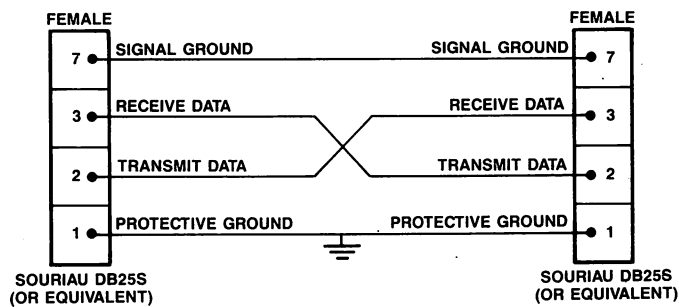 FEMALE FEMALE
7 SIGNAL GROUND SIGNAL GROUND 7
3 RECEIVE DATA RECEIVE DATA 3
2 TRANSMIT DATA TRANSMIT DATA 2
1 PROTECTIVE GROUND PROTECTIVE GROUND 1
SOURIAU DB25S SOURIAU DB25S
(OR EQUIVALENT) (OR EQUIVALENT)